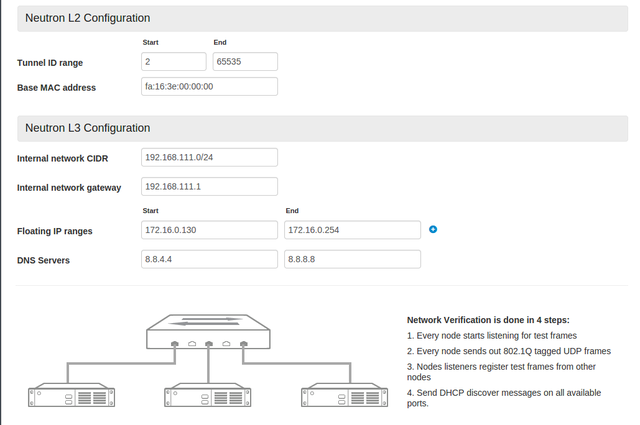 Neutron L2 Configuration
Start End
Tunnel ID range 2 65535
Base MAC address fa:16:3e:00:00:00
Neutron L3 Configuration
Internal network CIDR 192.168.111.0/24
Internal network gateway 192.168.111.1
Start End
Floating IP ranges 172.16.0.130 172.16.0.254
DNS Servers 8.8.4.4 8.8.8.8
Network Verification is done in 4 steps:
1. Every node starts listening for test frames
2. Every node sends out 802.1Q tagged UDP frames
3. Nodes listeners register test frames from other
nodes
4. Send DHCP discover messages on all available
ports.